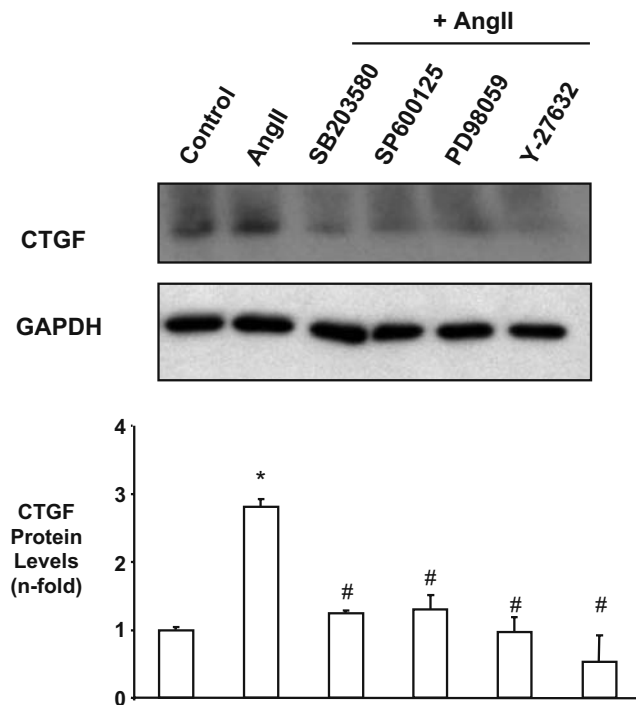 + AngII
Control
AngII
SB203580
SP600125
PD98059
Y-27632
CTGF
GAPDH
4
3
2
1
0
CTGF
Protein
Levels
(n-fold)
*
#
#
#
#